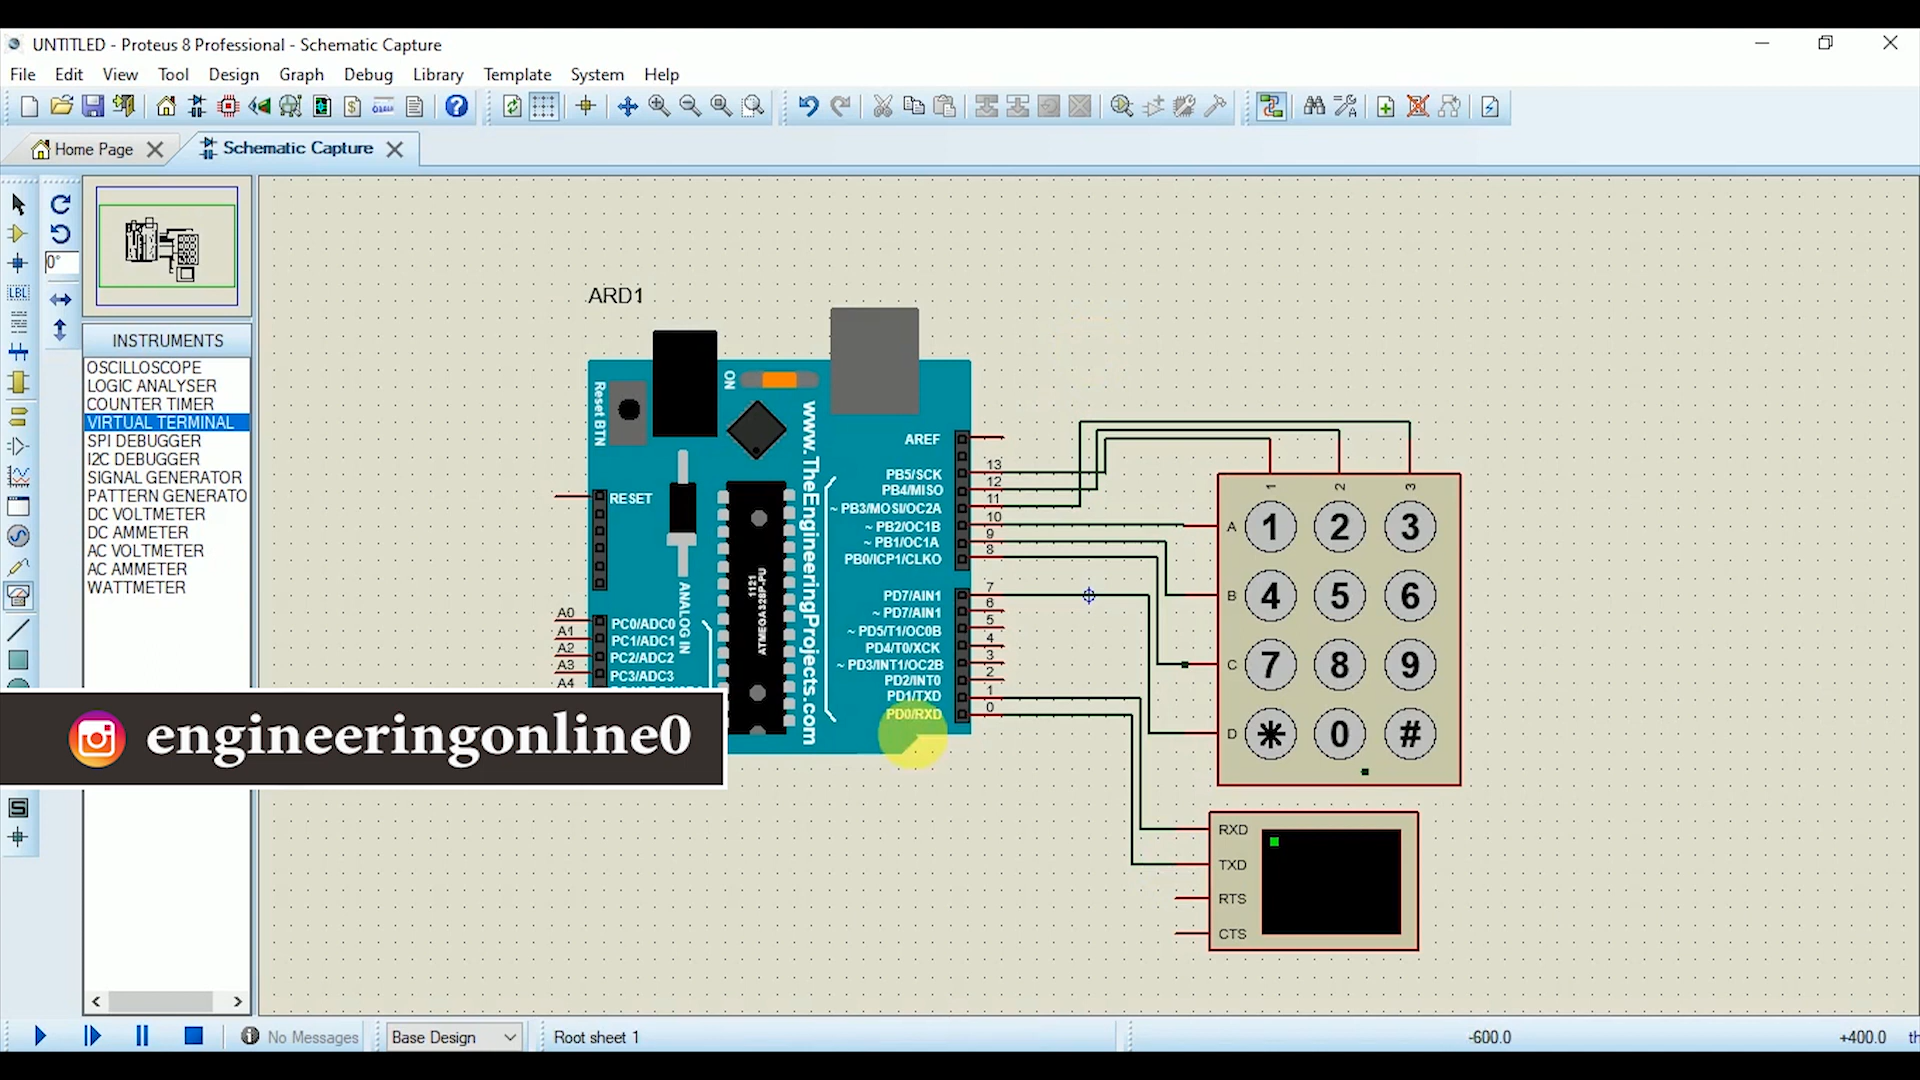 UNTITLED - Proteus 8 Professional - Schematic Capture
File Edit View Tool Design Graph Debug Library Template System Help
Home Page
Schematic Capture
0°
LBL
INSTRUMENTS
OSCILLOSCOPE
LOGIC ANALYSER
COUNTER TIMER
VIRTUAL TERMINAL
SPI DEBUGGER
I2C DEBUGGER
SIGNAL GENERATOR
PATTERN GENERATO
DC VOLTMETER
DC AMMETER
AC VOLTMETER
AC AMMETER
WATTMETER
ARD1
Reset BTN
ON
www.TheEngineeringProjects.com
ANALOG IN
1121
ATMEGA328P-PU
RESET
A0 PC0/ADC0
A1 PC1/ADC1
A2 PC2/ADC2
A3 PC3/ADC3
A4
AREF
PB5/SCK 13
PB4/MISO 12
~ PB3/MOSI/OC2A 11
~ PB2/OC1B 10
~ PB1/OC1A 9
PB0/ICP1/CLKO 8
PD7/AIN1 7
~ PD7/AIN1 6
~ PD5/T1/OC0B 5
PD4/T0/XCK 4
~ PD3/INT1/OC2B 3
PD2/INT0 2
PD1/TXD 1
PD0/RXD 0
1 2 3
A 1 2 3
B 4 5 6
C 7 8 9
D * 0 #
RXD
TXD
RTS
CTS
engineeringonline0
No Messages
Base Design
Root sheet 1
-600.0
+400.0
th